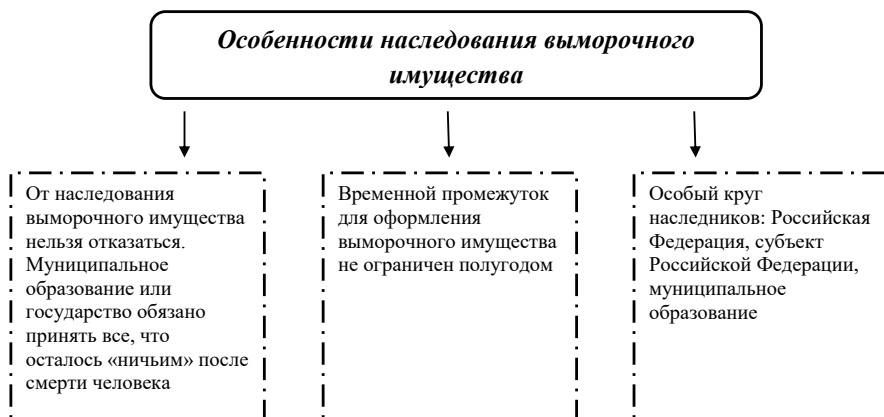 Особенности наследования выморочного
имущества
От наследования
выморочного имущества
нельзя отказаться.
Муниципальное
образование или
государство обязано
принять все, что
осталось «ничьим» после
смерти человека
Временной промежуток
для оформления
выморочного имущества
не ограничен полугодом
Особый круг
наследников: Российская
Федерация, субъект
Российской Федерации,
муниципальное
образование